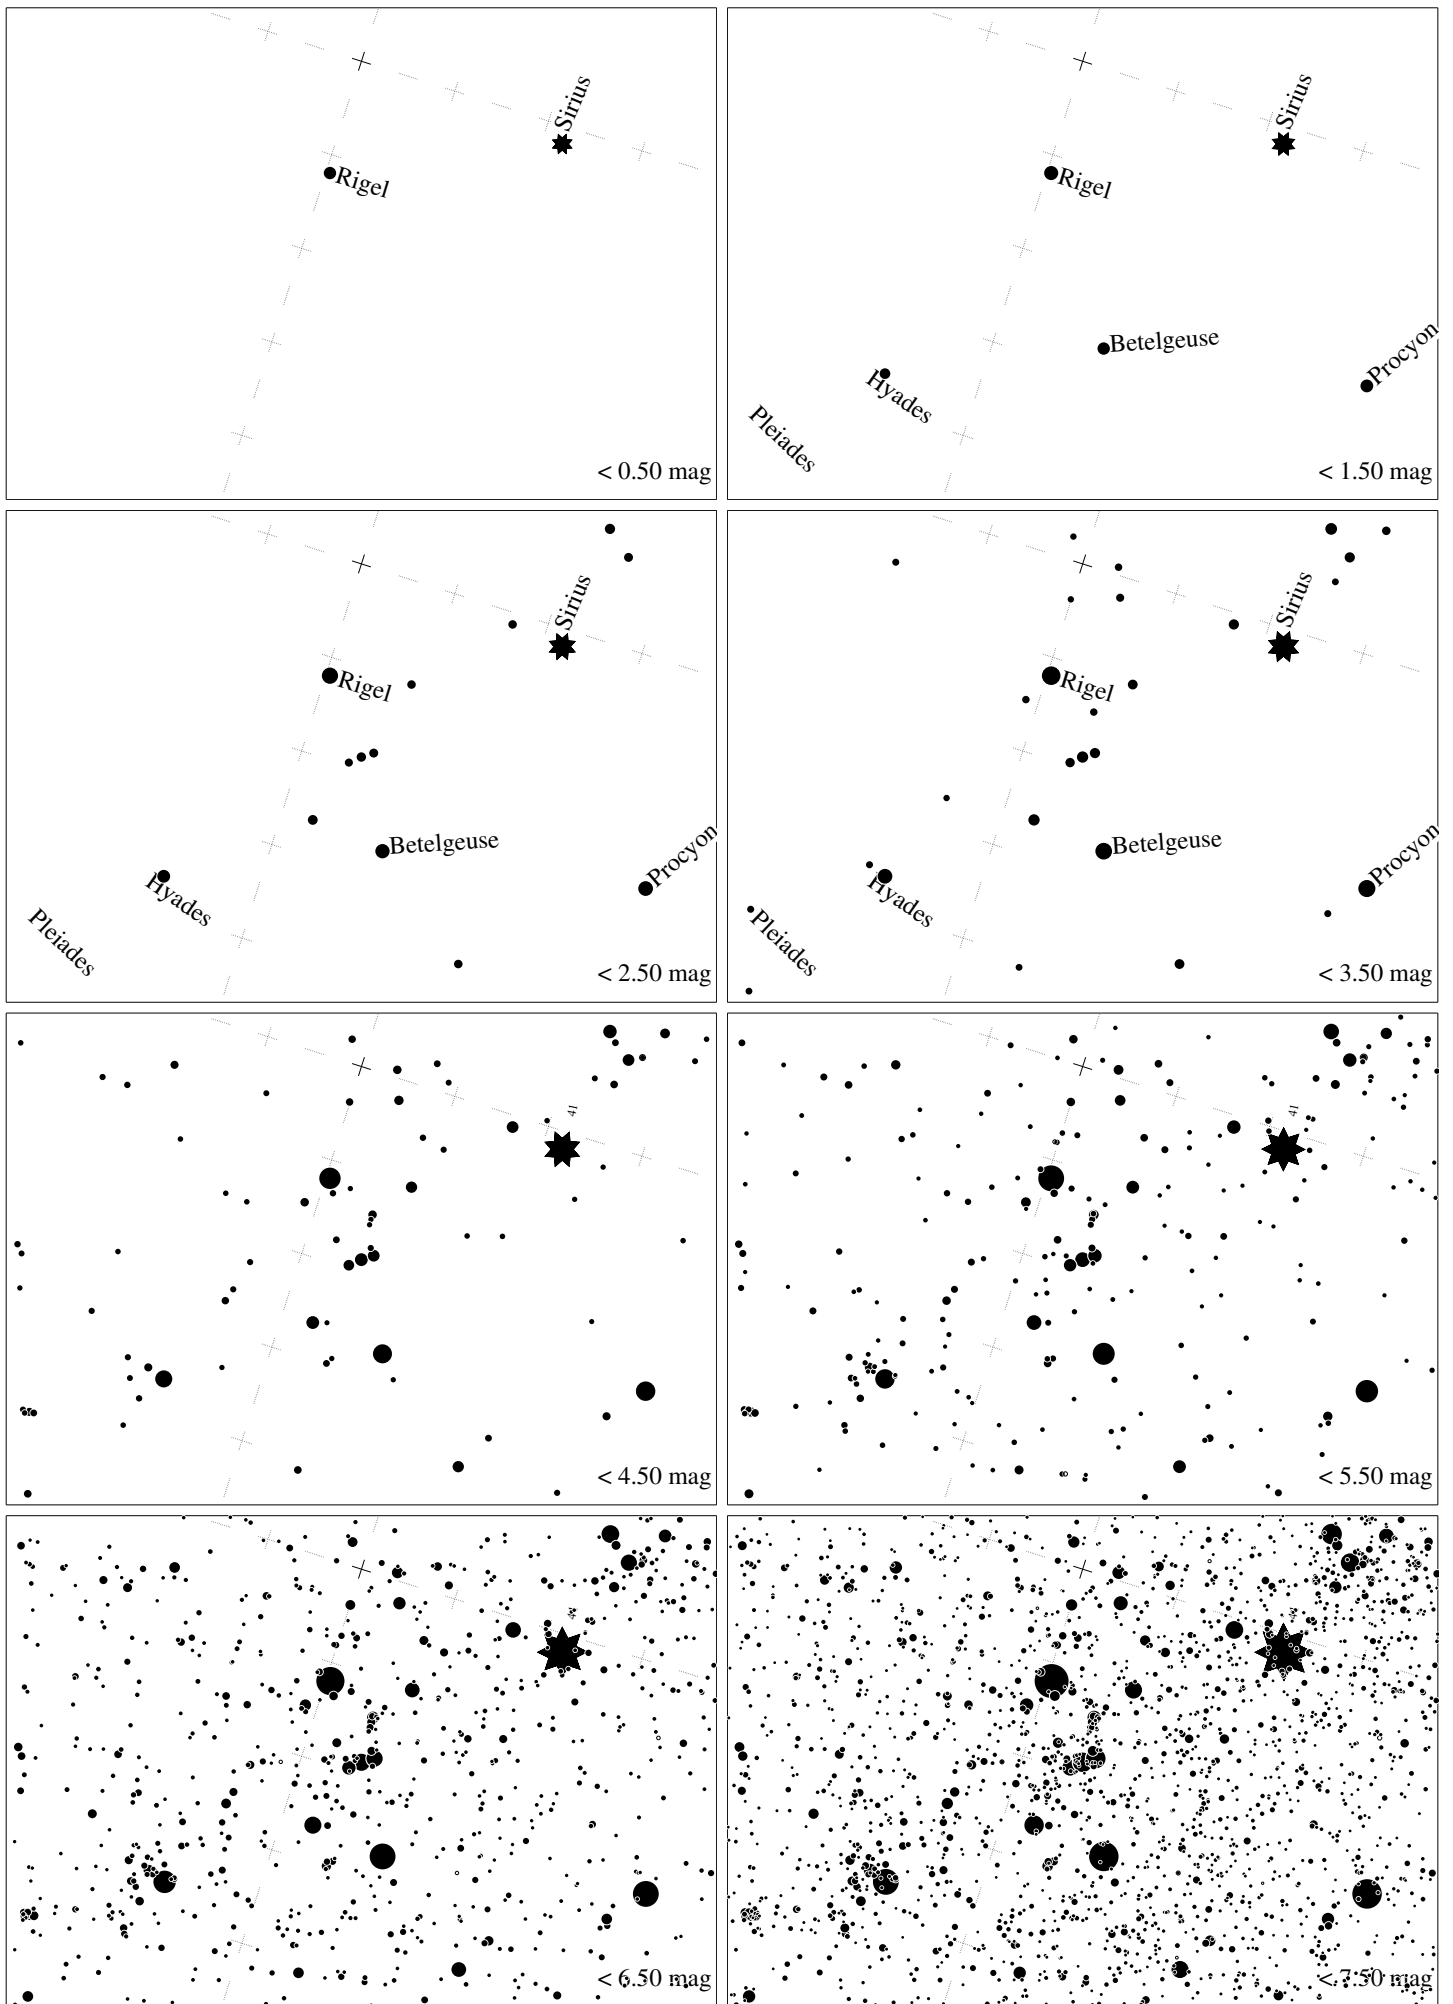 Sirius
Rigel
< 0.50 mag
Sirius
Rigel
Betelgeuse
Procyon
Hyades
Pleiades
< 1.50 mag
Sirius
Rigel
Betelgeuse
Procyon
Hyades
Pleiades
< 2.50 mag
Sirius
Rigel
Betelgeuse
Procyon
Hyades
Pleiades
< 3.50 mag
41
< 4.50 mag
41
< 5.50 mag
< 6.50 mag
< 7.50 mag